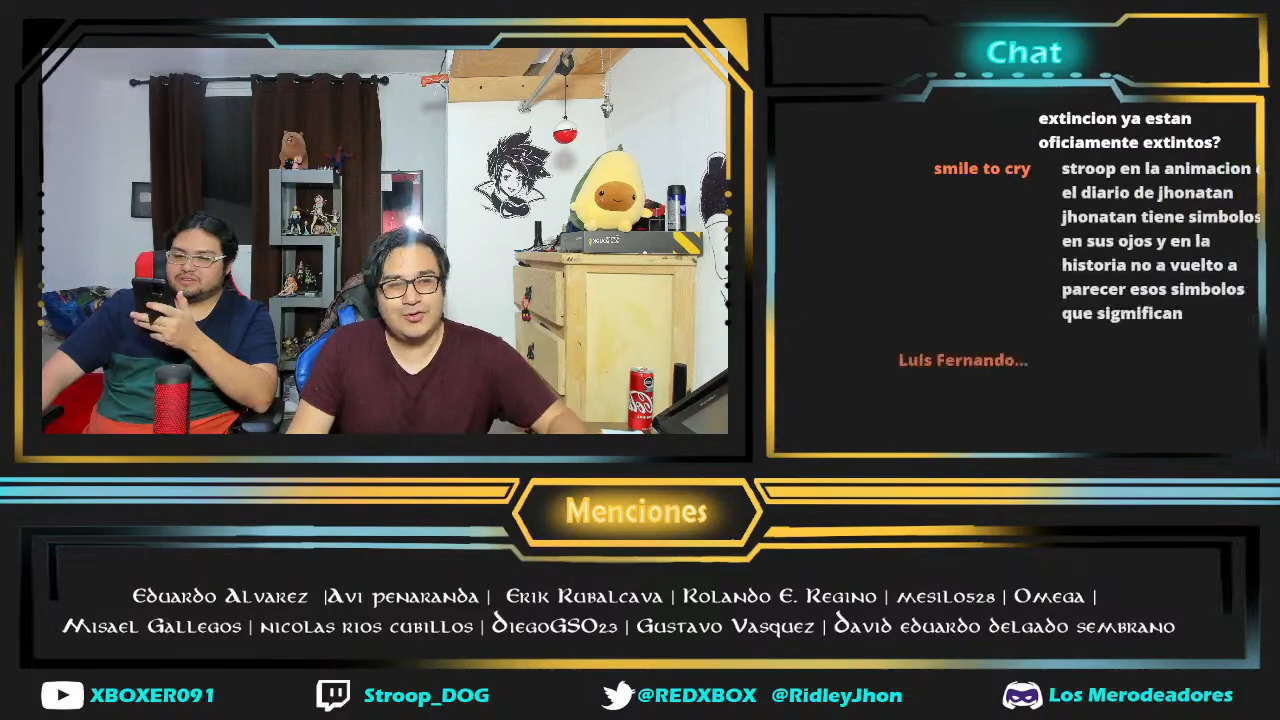 Chat
extincion ya estan
oficiamente extintos?
smile to cry
stroop en la animacion
el diario de jhonatan
jhonatan tiene simbolos
en sus ojos y en la
historia no a vuelto a
parecer esos simbolos
que sigmifican
Luis Fernando...
Menciones
Eduardo Alvarez |Avi penaranda | Erik Rubalcava | Rolando E. Regino | mesil0528 | Omega |
Misael Gallegos | nicolas rios cubillos | DiegoGSO23 | Gustavo Vasquez | David eduardo delgado sembrano
XBOXER091
Stroop_DOG
@REDXBOX @RidleyJhon
Los Merodeadores